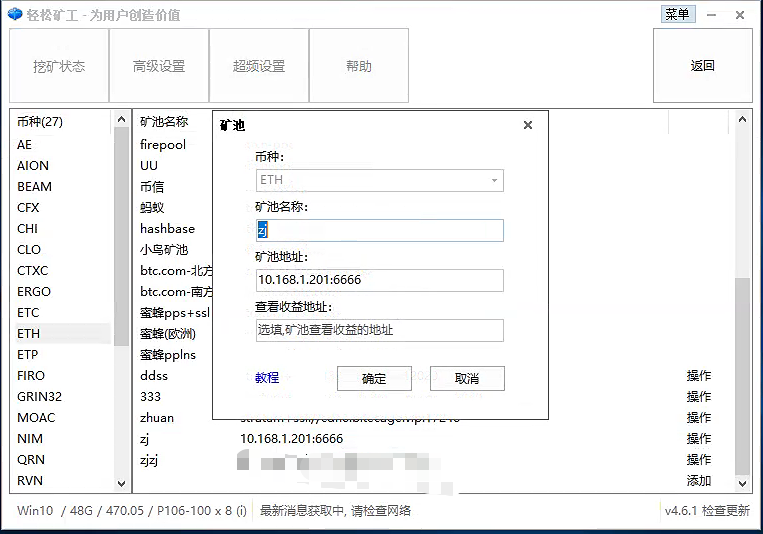 轻松矿工 - 为用户创造价值
菜单
挖矿状态
高级设置
超频设置
帮助
返回
币种(27)
矿池名称
AE
AION
BEAM
CFX
CHI
CLO
CTXC
ERGO
ETC
ETH
ETP
FIRO
GRIN32
MOAC
NIM
QRN
RVN
firepool
UU
币信
蚂蚁
hashbase
小鸟矿池
btc.com-北方
btc.com-南方
蜜蜂pps+ssl
蜜蜂(欧洲)
蜜蜂pplns
ddss
操作
333
操作
zhuan
操作
zj
10.168.1.201:6666
操作
zjzj
操作
添加
矿池
币种：
ETH
矿池名称：
zj
矿池地址：
10.168.1.201:6666
查看收益地址：
选填,矿池查看收益的地址
教程
确定
取消
Win10 / 48G / 470.05 / P106-100 x 8 (i)
最新消息获取中, 请检查网络
v4.6.1 检查更新